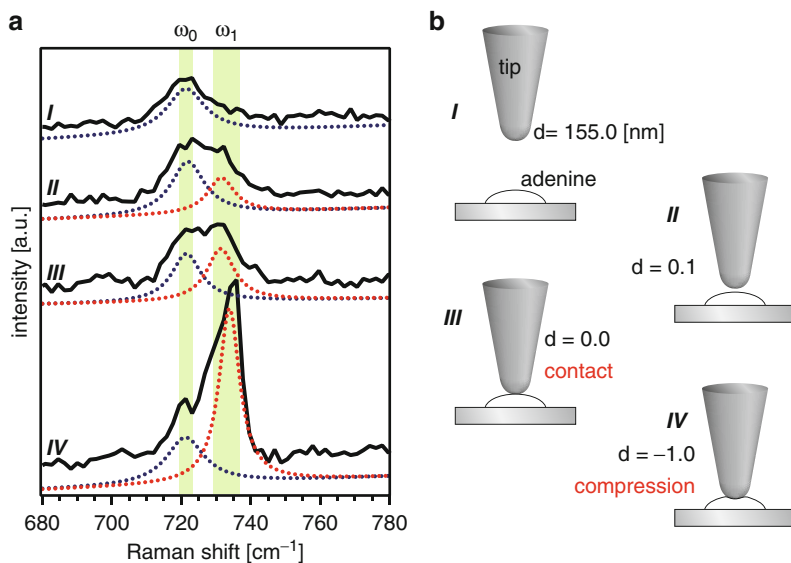 a
ω₀ ω₁
I
II
III
IV
intensity [a.u.]
680 700 720 740 760 780
Raman shift [cm⁻¹]
b
tip
I
d= 155.0 [nm]
adenine
II
d = 0.1
III
d = 0.0
contact
IV
d = −1.0
compression